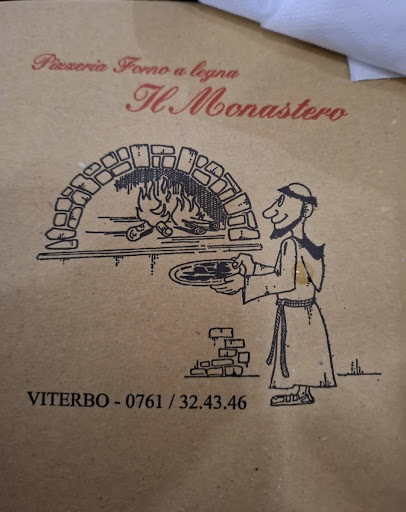 Pizzeria Forno a legna
Il Monastero
VITERBO - 0761 / 32.43.46